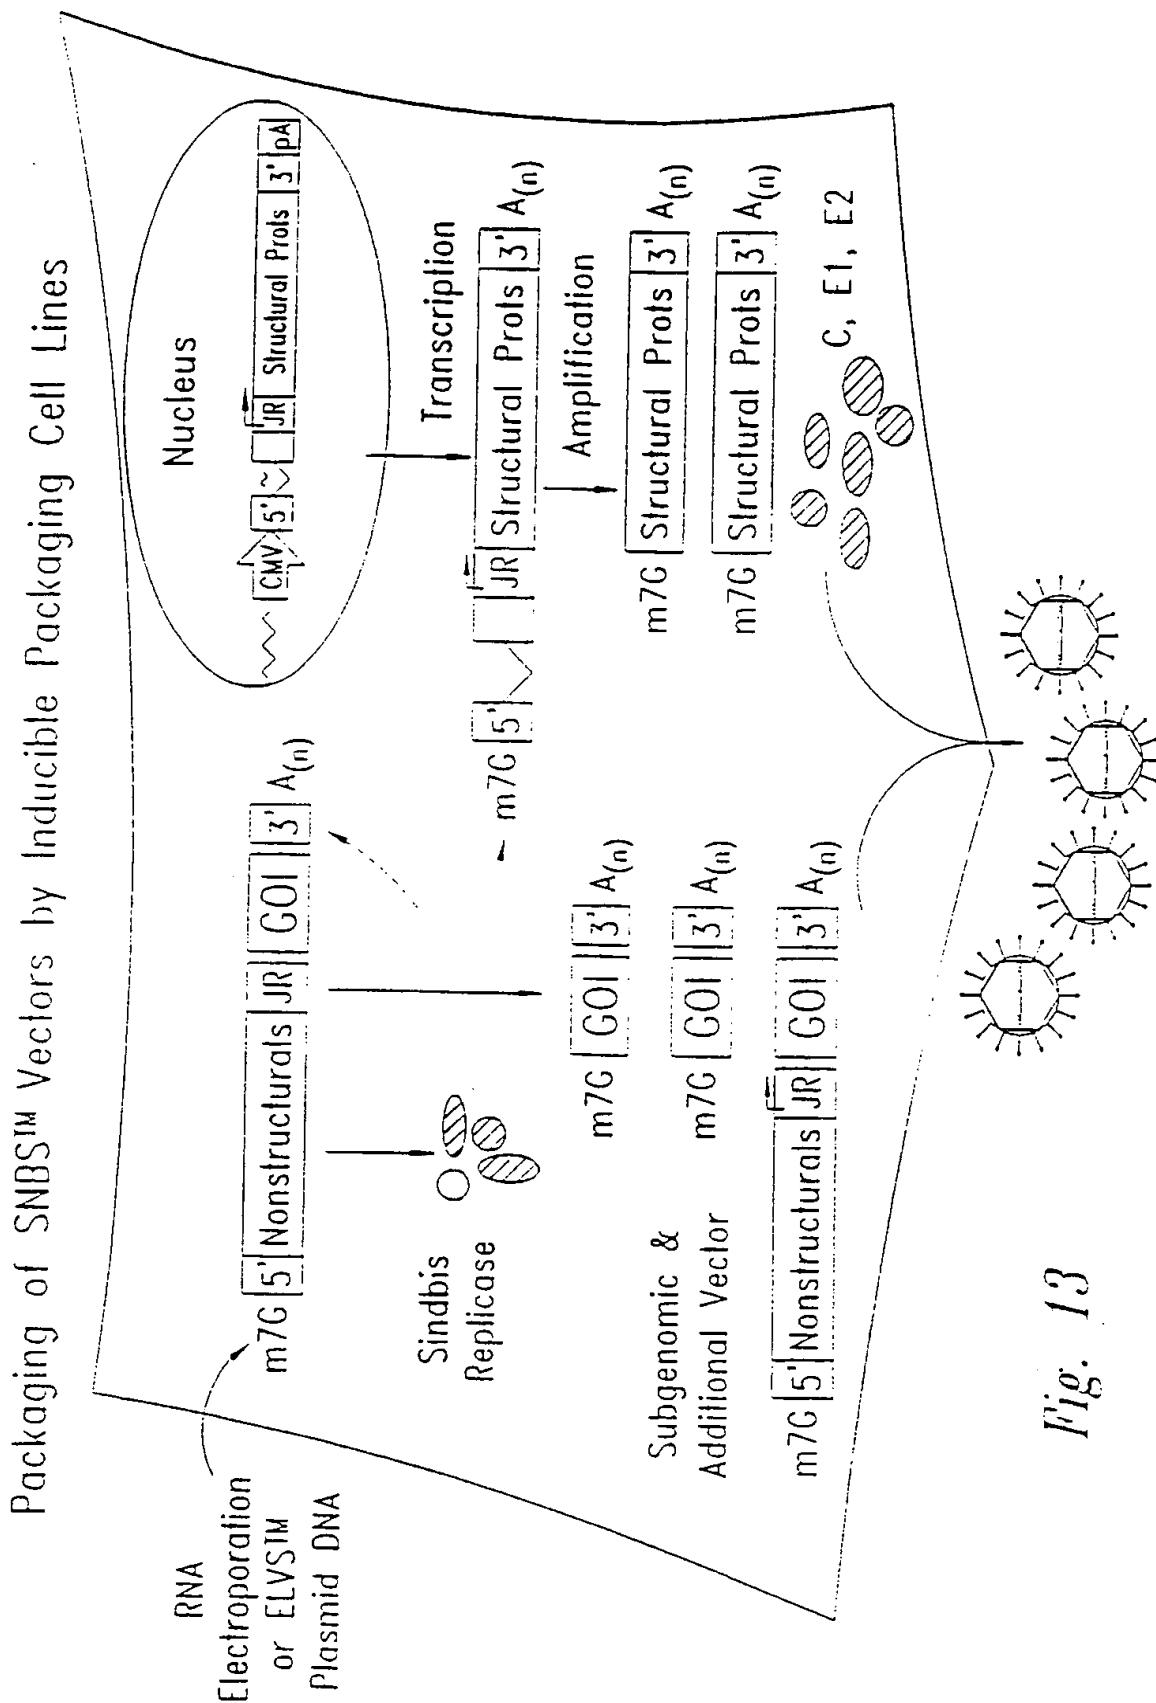 Packaging of SNBS™ Vectors by Inducible Packaging Cell Lines
RNA
Electroporation
or ELVS™
Plasmid DNA
m7G 5' Nonstructurals JR GOI 3' A(n)
Sindbis
Replicase
m7G GOI 3' A(n)
m7G GOI 3' A(n)
Subgenomic &
Additional Vector
m7G 5' Nonstructurals JR GOI 3' A(n)
Nucleus
CMV 5' JR Structural Prots 3' pA
Transcription
m7G 5' JR Structural Prots 3' A(n)
Amplification
m7G Structural Prots 3' A(n)
m7G Structural Prots 3' A(n)
C, E1, E2
Fig. 13